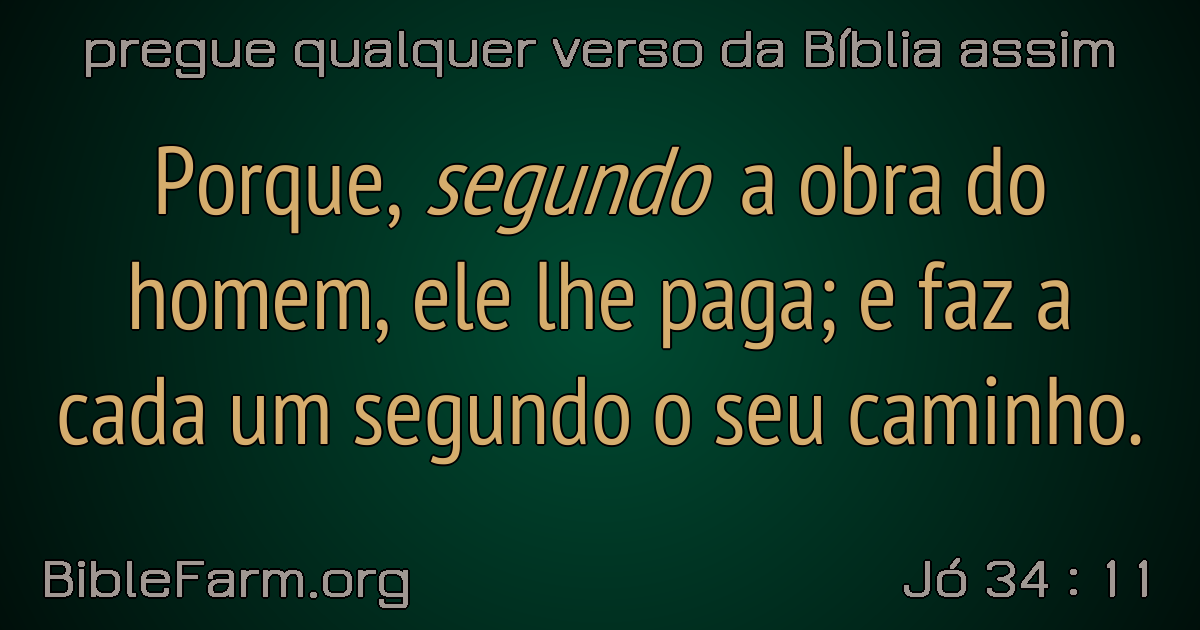 pregue qualquer verso da Bíblia assim
Porque, segundo a obra do
homem, ele lhe paga; e faz a
cada um segundo o seu caminho.
BibleFarm.org
Jó 34 : 11